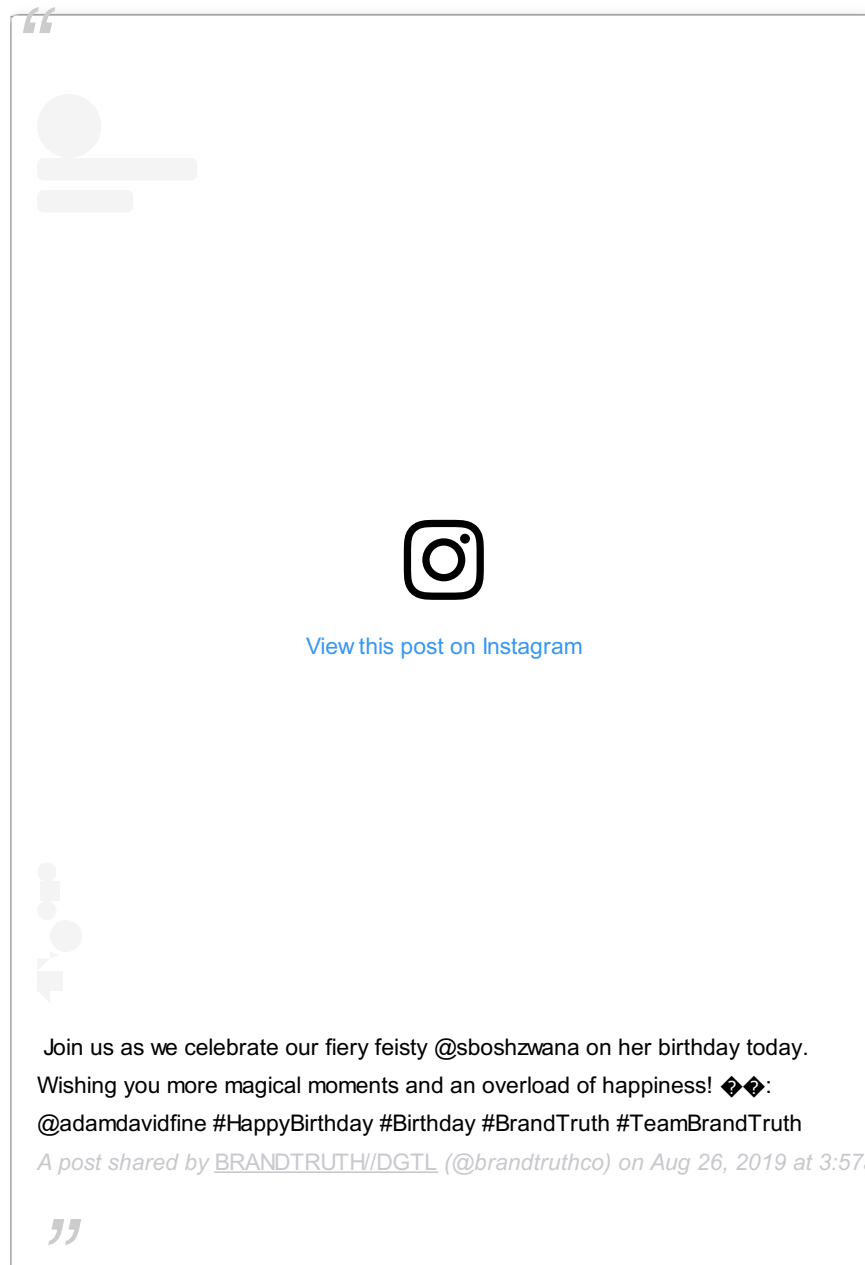 “
View this post on Instagram
Join us as we celebrate our fiery feisty @sboshzwana on her birthday today.
Wishing you more magical moments and an overload of happiness! ��:
@adamdavidfine #HappyBirthday #Birthday #BrandTruth #TeamBrandTruth
A post shared by BRANDTRUTH//DGTL (@brandtruthco) on Aug 26, 2019 at 3:57
”